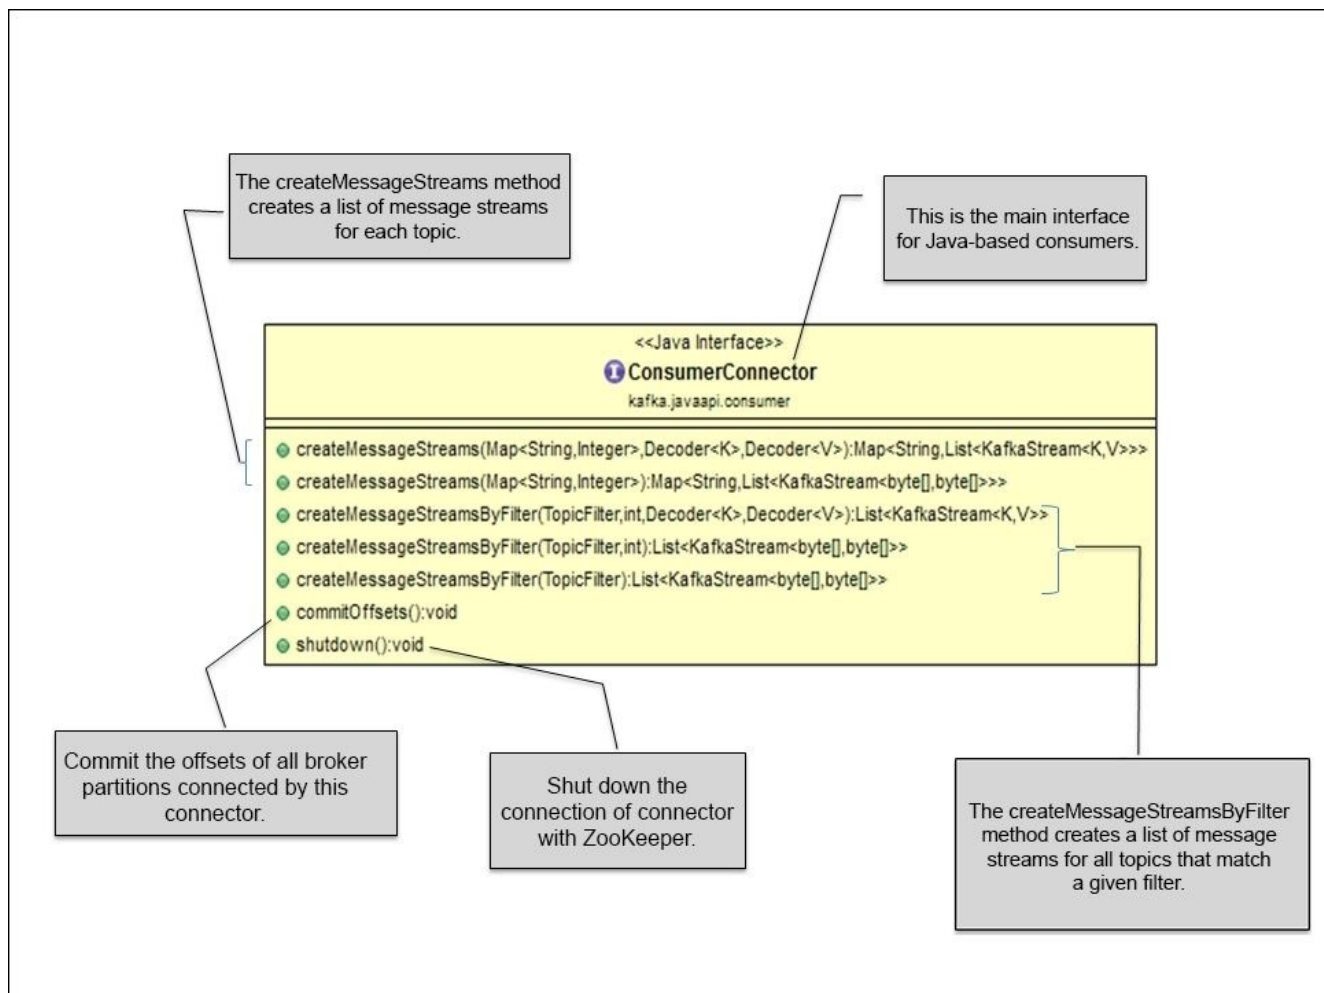 The createMessageStreams method
creates a list of message streams
for each topic.
This is the main interface
for Java-based consumers.
<<Java Interface>>
I ConsumerConnector
kafka.javaapi.consumer
createMessageStreams(Map<String,Integer>,Decoder<K>,Decoder<V>):Map<String,List<KafkaStream<K,V>>>
createMessageStreams(Map<String,Integer>):Map<String,List<KafkaStream<byte[],byte[]>>>
createMessageStreamsByFilter(TopicFilter,int,Decoder<K>,Decoder<V>):List<KafkaStream<K,V>>
createMessageStreamsByFilter(TopicFilter,int):List<KafkaStream<byte[],byte[]>>
createMessageStreamsByFilter(TopicFilter):List<KafkaStream<byte[],byte[]>>
commitOffsets():void
shutdown():void
Commit the offsets of all broker
partitions connected by this
connector.
Shut down the
connection of connector
with ZooKeeper.
The createMessageStreamsByFilter
method creates a list of message
streams for all topics that match
a given filter.